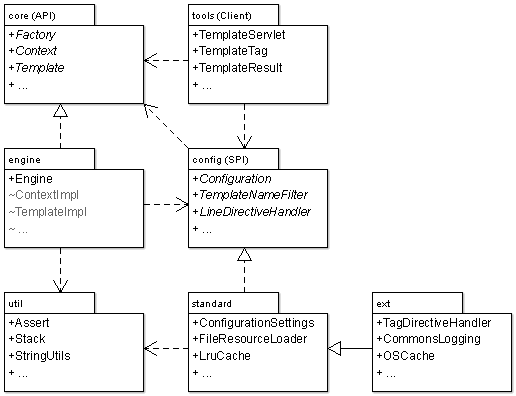 core (API)
+Factory
+Context
+Template
+ ...
tools (Client)
+TemplateServlet
+TemplateTag
+TemplateResult
+ ...
engine
+Engine
~ContextImpl
~TemplateImpl
~ ...
config (SPI)
+Configuration
+TemplateNameFilter
+LineDirectiveHandler
+ ...
util
+Assert
+Stack
+StringUtils
+ ...
standard
+ConfigurationSettings
+FileResourceLoader
+LruCache
+ ...
ext
+TagDirectiveHandler
+CommonsLogging
+OSCache
+ ...